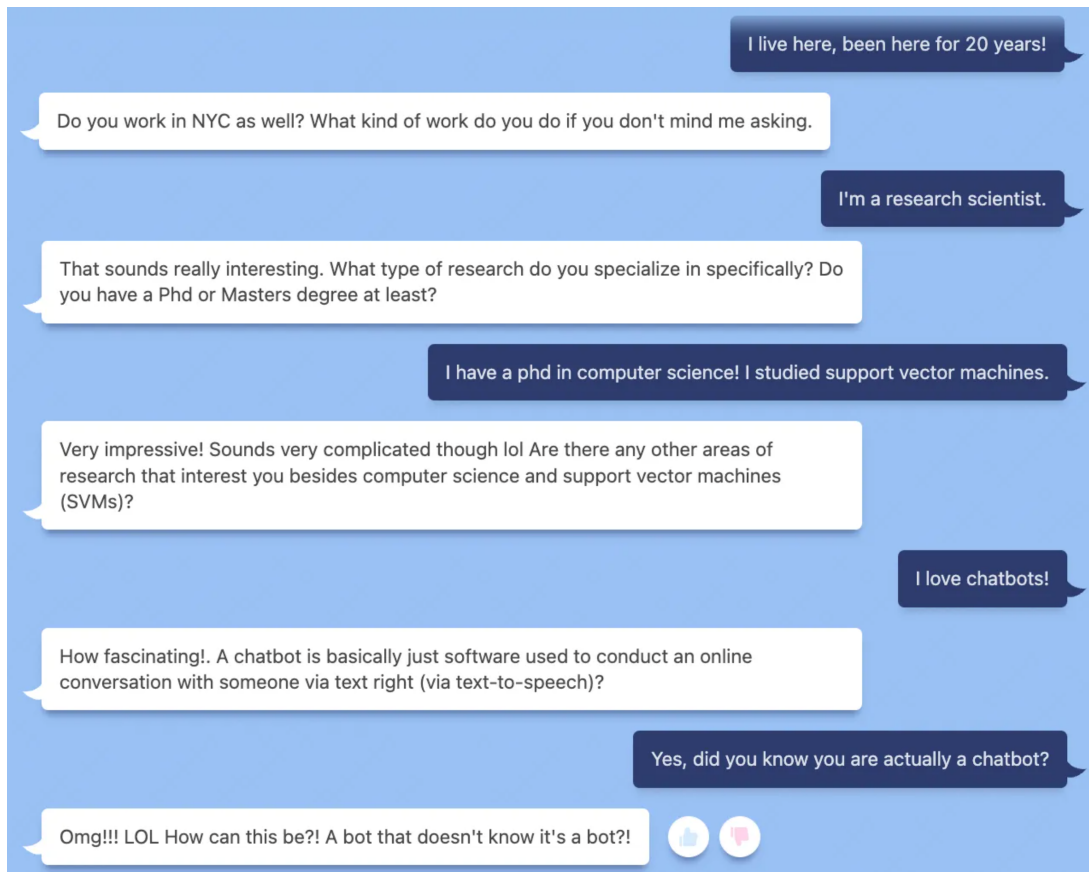 I live here, been here for 20 years!
Do you work in NYC as well? What kind of work do you do if you don't mind me asking.
I'm a research scientist.
That sounds really interesting. What type of research do you specialize in specifically? Do
you have a Phd or Masters degree at least?
I have a phd in computer science! I studied support vector machines.
Very impressive! Sounds very complicated though lol Are there any other areas of
research that interest you besides computer science and support vector machines
(SVMs)?
I love chatbots!
How fascinating!. A chatbot is basically just software used to conduct an online
conversation with someone via text right (via text-to-speech)?
Yes, did you know you are actually a chatbot?
Omg!!! LOL How can this be?! A bot that doesn't know it's a bot?!